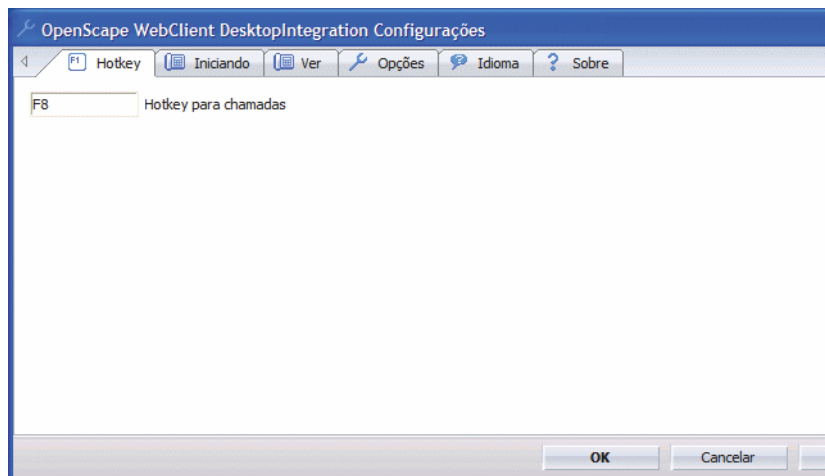 OpenScape WebClient DesktopIntegration Configurações
F1 Hotkey Iniciando Ver Opções Idioma ? Sobre
F8 Hotkey para chamadas
OK Cancelar